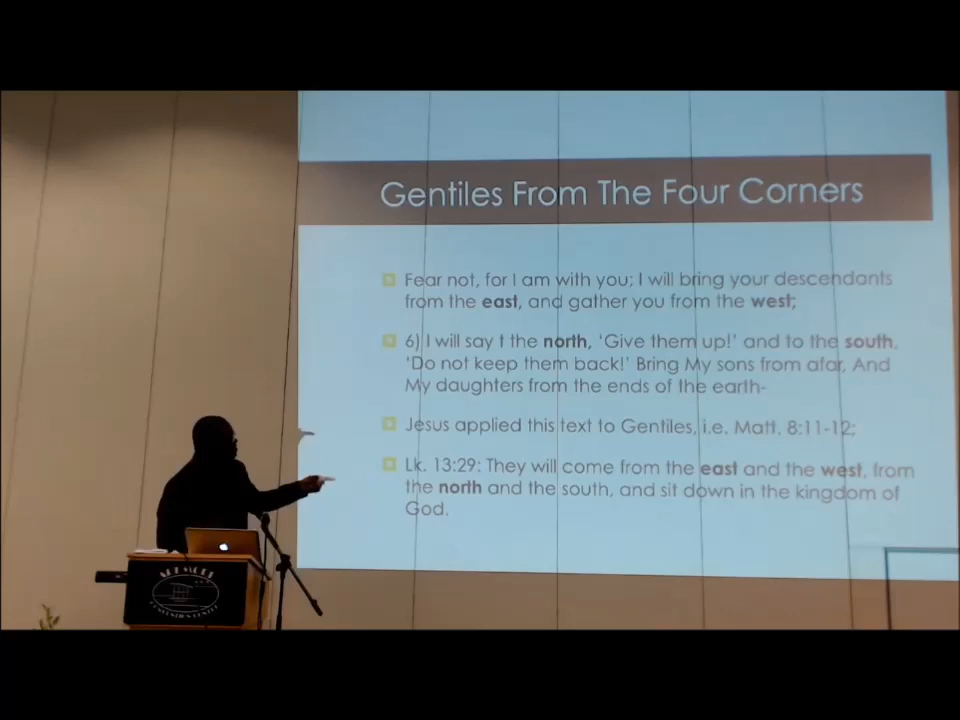 Gentiles From The Four Corners
Fear not, for I am with you; I will bring your descendants
from the east, and gather you from the west;
6) I will say t the north, ‘Give them up!’ and to the south,
‘Do not keep them back!’ Bring My sons from afar, And
My daughters from the ends of the earth-
Jesus applied this text to Gentiles, i.e. Matt. 8:11-12;
Lk. 13:29: They will come from the east and the west, from
the north and the south, and sit down in the kingdom of
God.
CONVENTION CENTRE